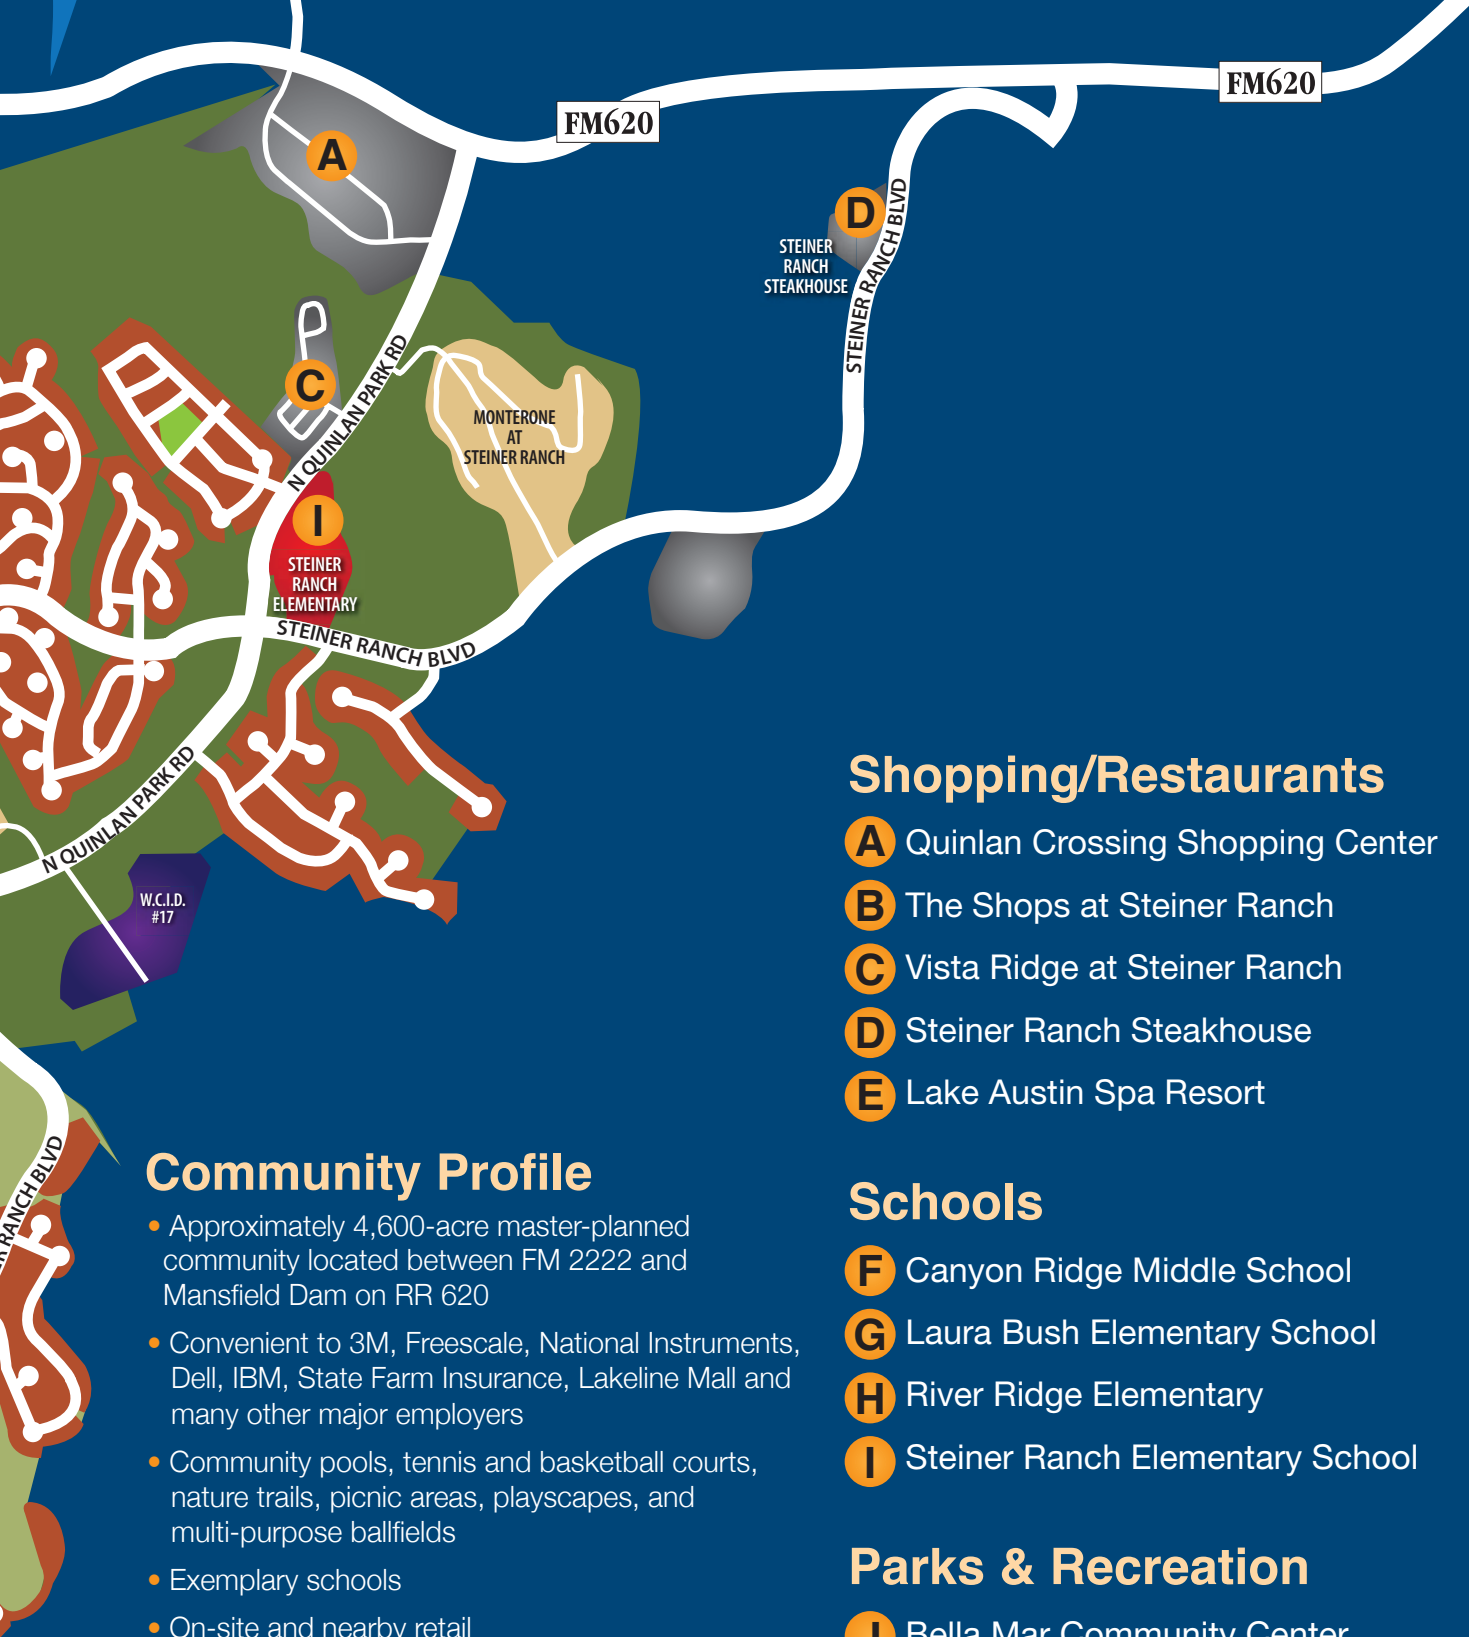 FM620
FM620
A
D
STEINER
RANCH
STEAKHOUSE
STEINER RANCH BLVD
C
N QUINLAN PARK RD
MONTERONE
AT
STEINER RANCH
I
STEINER
RANCH
ELEMENTARY
STEINER RANCH BLVD
N QUINLAN PARK RD
W.C.I.D.
#17
RANCH BLVD
Shopping/Restaurants
A Quinlan Crossing Shopping Center
B The Shops at Steiner Ranch
C Vista Ridge at Steiner Ranch
D Steiner Ranch Steakhouse
E Lake Austin Spa Resort
Community Profile
• Approximately 4,600-acre master-planned
community located between FM 2222 and
Mansfield Dam on RR 620
• Convenient to 3M, Freescale, National Instruments,
Dell, IBM, State Farm Insurance, Lakeline Mall and
many other major employers
• Community pools, tennis and basketball courts,
nature trails, picnic areas, playscapes, and
multi-purpose ballfields
• Exemplary schools
• On-site and nearby retail
Schools
F Canyon Ridge Middle School
G Laura Bush Elementary School
H River Ridge Elementary
I Steiner Ranch Elementary School
Parks & Recreation
J Bella Mar Community Center